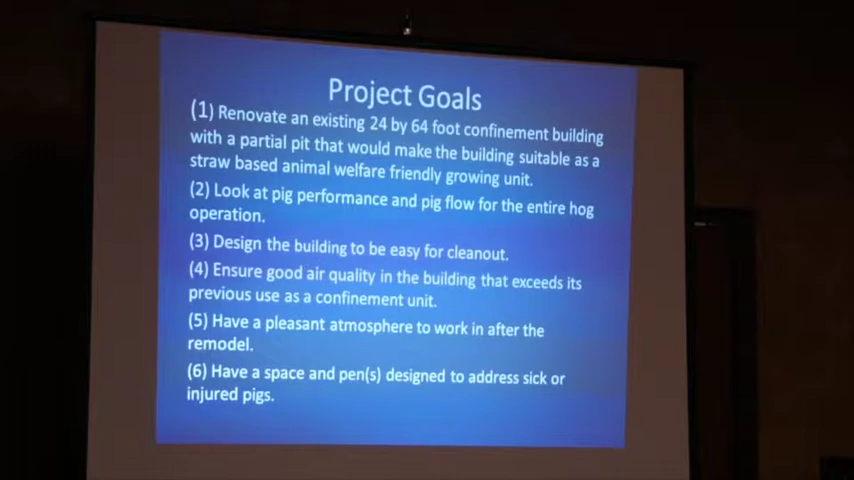 Project Goals
(1) Renovate an existing 24 by 64 foot confinement building
with a partial pit that would make the building suitable as a
straw based animal welfare friendly growing unit.
(2) Look at pig performance and pig flow for the entire hog
operation.
(3) Design the building to be easy for cleanout.
(4) Ensure good air quality in the building that exceeds its
previous use as a confinement unit.
(5) Have a pleasant atmosphere to work in after the
remodel.
(6) Have a space and pen(s) designed to address sick or
injured pigs.